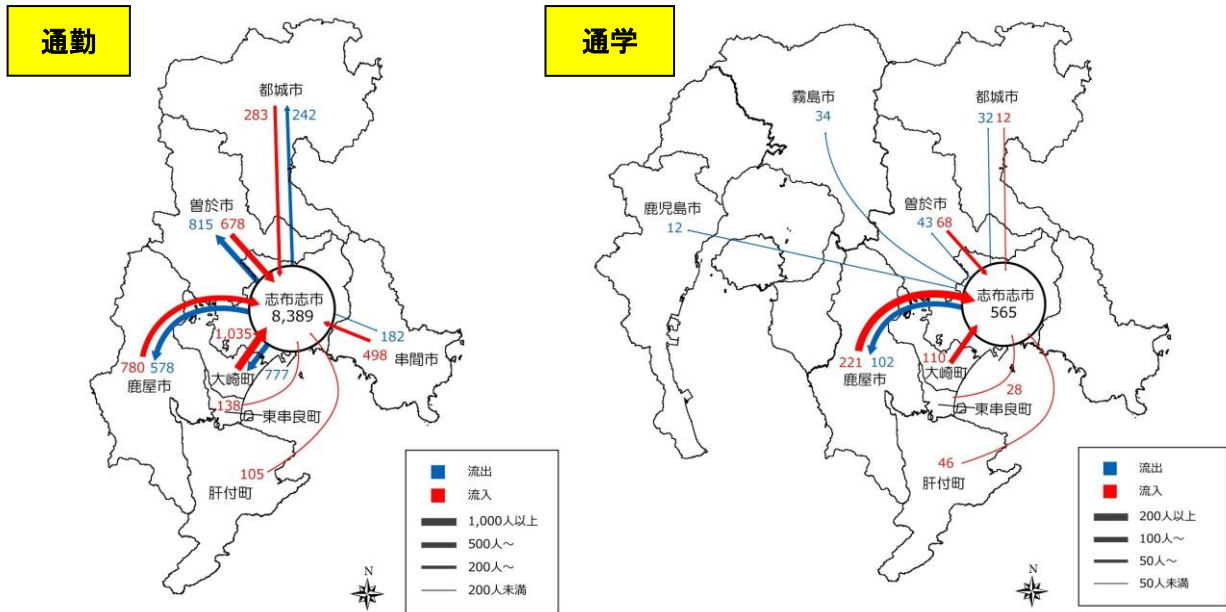 通勤
都城市
283 242
曽於市
815 678
志布志市
8,389
1,035
182
498 串間市
780 578
鹿屋市
大崎町 777
138
東串良町
105
肝付町
流出
流入
1,000人以上
500人～
200人～
200人未満
N
通学
霧島市
34
都城市
32 12
鹿児島市
12
曽於市
43 68
志布志市
565
221 102
鹿屋市
110
大崎町
28
東串良町
46
肝付町
流出
流入
200人以上
100人～
50人～
50人未満
N